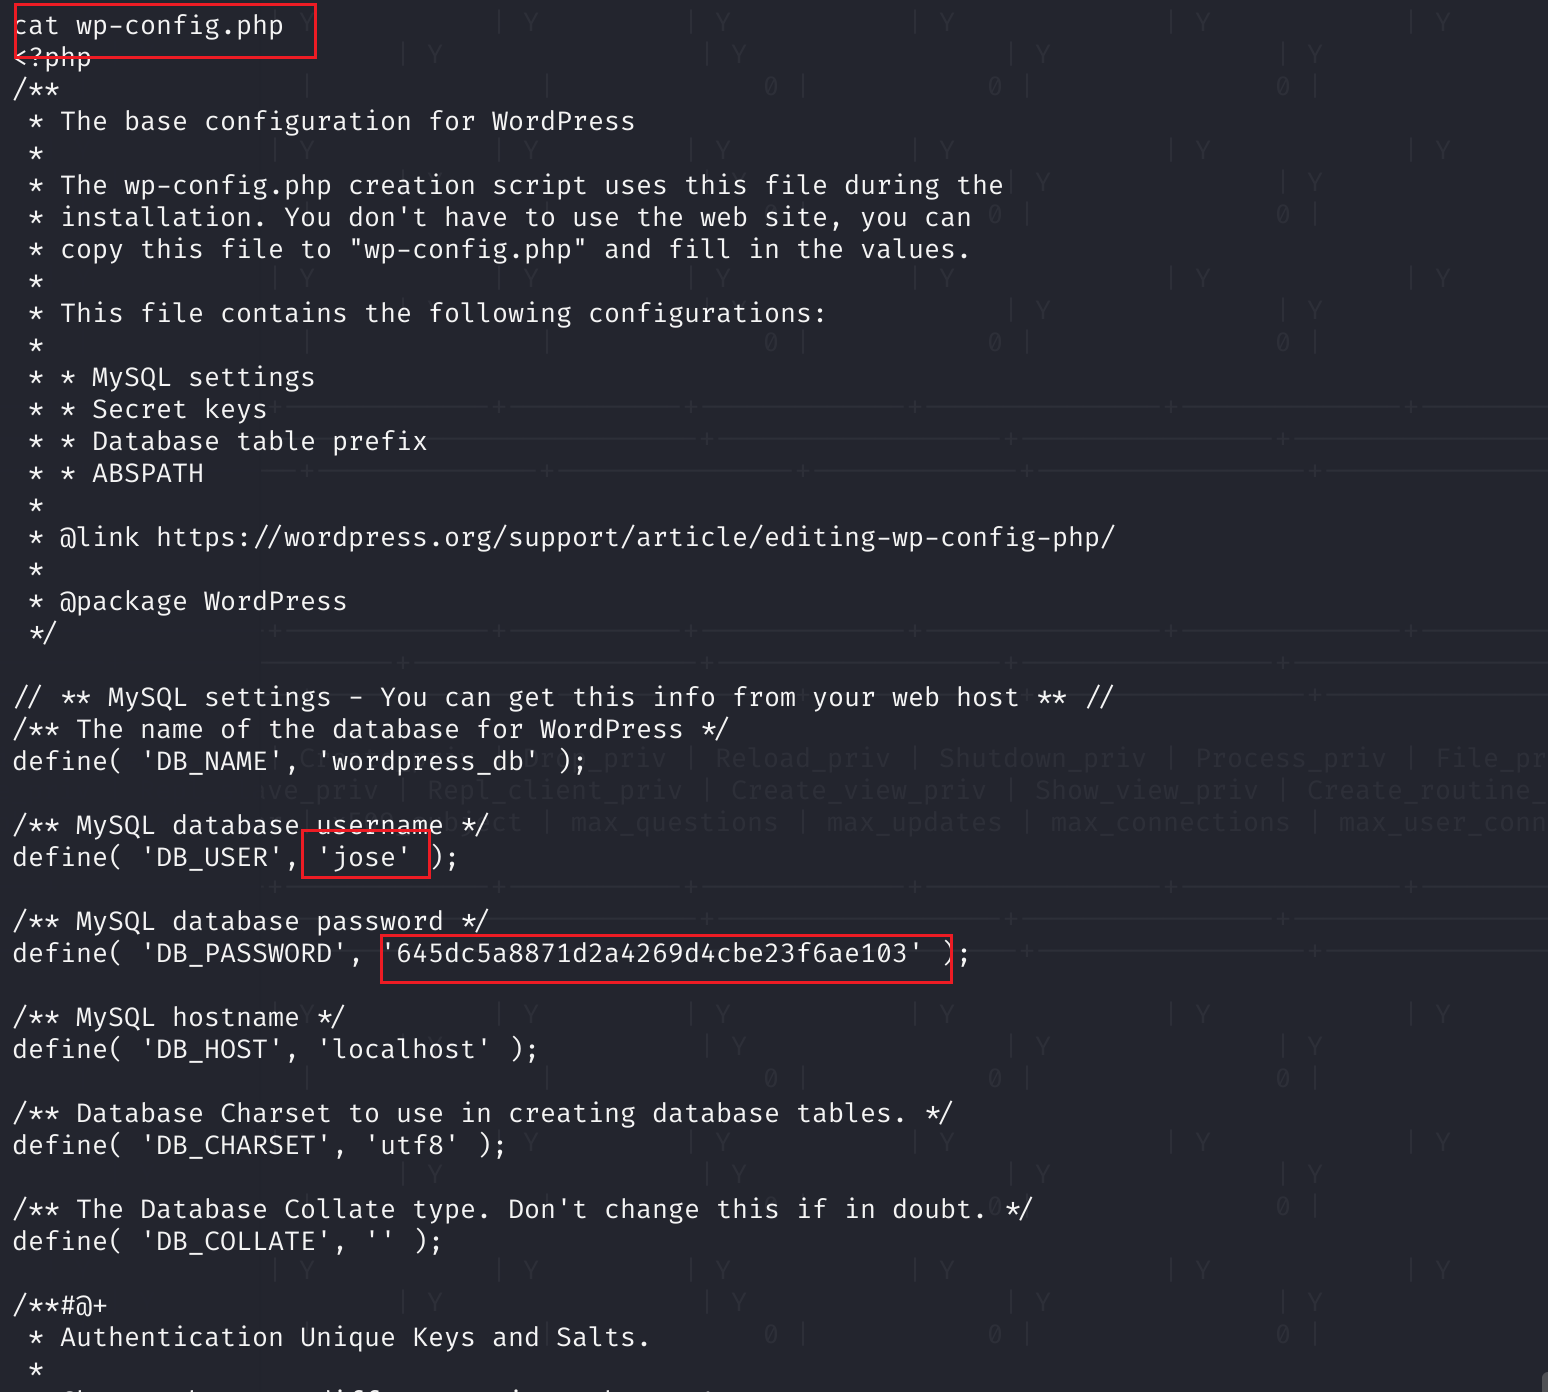 cat wp-config.php
<?php
/**
 * The base configuration for WordPress
 *
 * The wp-config.php creation script uses this file during the
 * installation. You don't have to use the web site, you can
 * copy this file to "wp-config.php" and fill in the values.
 *
 * This file contains the following configurations:
 *
 * * MySQL settings
 * * Secret keys
 * * Database table prefix
 * * ABSPATH
 *
 * @link https://wordpress.org/support/article/editing-wp-config-php/
 *
 * @package WordPress
 */

// ** MySQL settings - You can get this info from your web host ** //
/** The name of the database for WordPress */
define( 'DB_NAME', 'wordpress_db' );

/** MySQL database username */
define( 'DB_USER', 'jose' );

/** MySQL database password */
define( 'DB_PASSWORD', '645dc5a8871d2a4269d4cbe23f6ae103' );

/** MySQL hostname */
define( 'DB_HOST', 'localhost' );

/** Database Charset to use in creating database tables. */
define( 'DB_CHARSET', 'utf8' );

/** The Database Collate type. Don't change this if in doubt. */
define( 'DB_COLLATE', '' );

/**#@+
 * Authentication Unique Keys and Salts.
 *